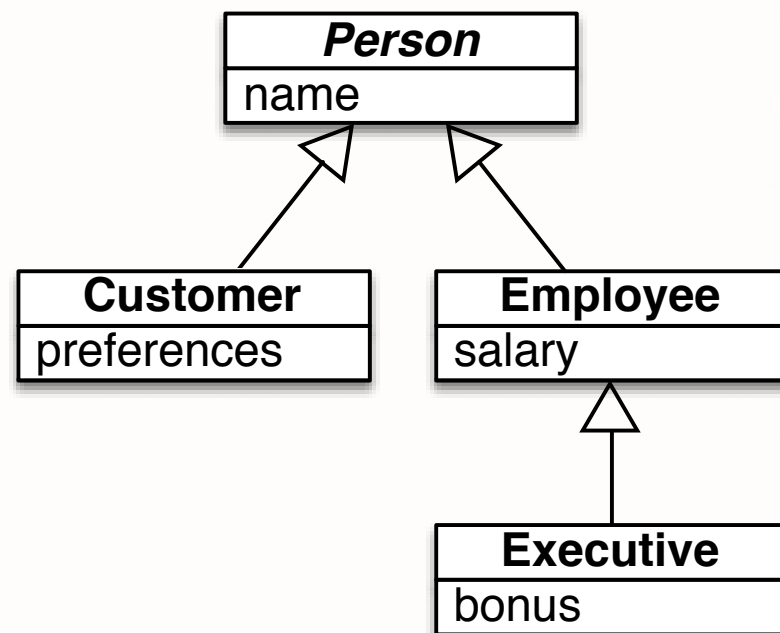 Person
name
Customer
preferences
Employee
salary
Executive
bonus